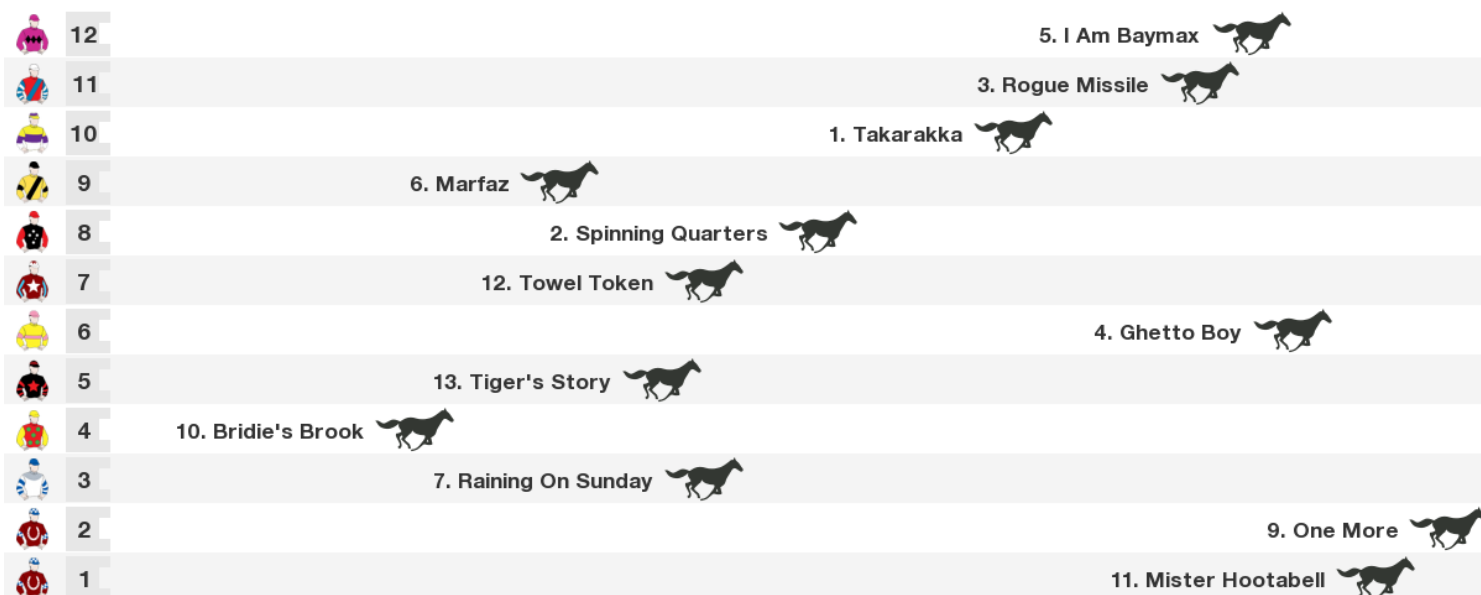 12 5. I Am Baymax
11 3. Rogue Missile
10 1. Takarakka
9 6. Marfaz
8 2. Spinning Quarters
7 12. Towel Token
6 4. Ghetto Boy
5 13. Tiger's Story
4 10. Bridie's Brook
3 7. Raining On Sunday
2 9. One More
1 11. Mister Hootabell